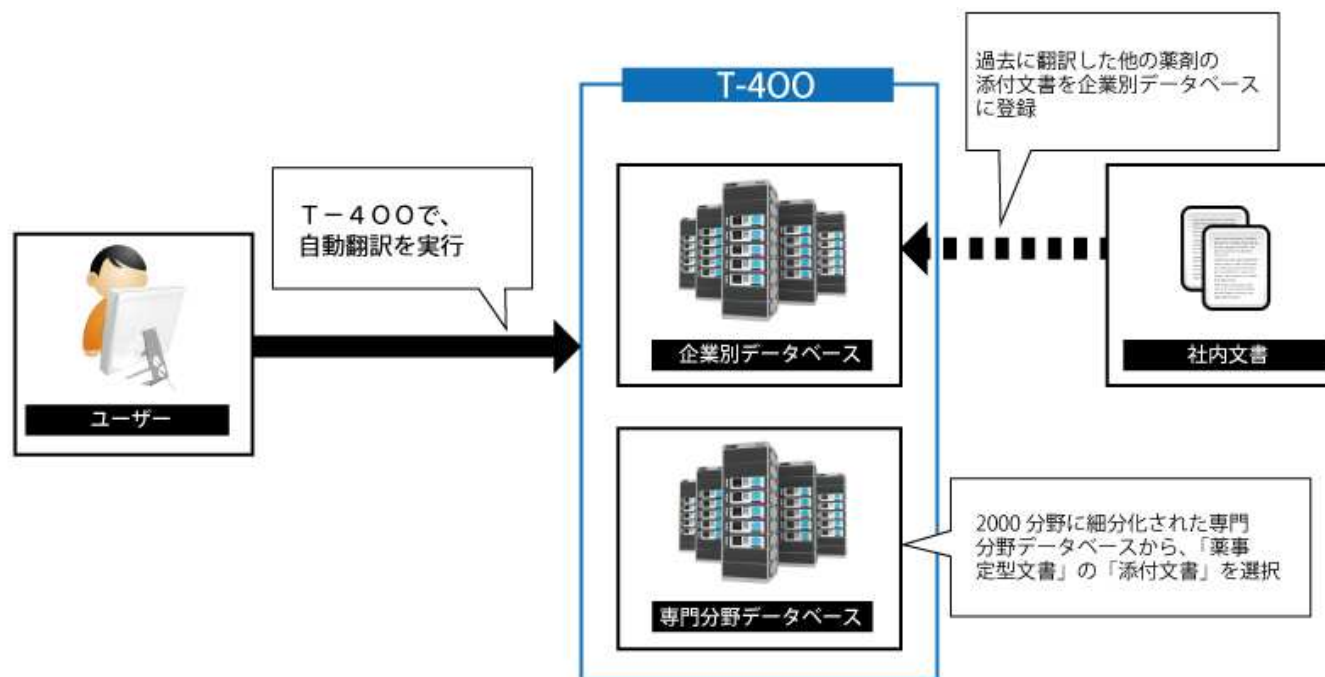 過去に翻訳した他の薬剤の
添付文書を企業別データベース
に登録
T-400
Ｔ－４００で、
自動翻訳を実行
企業別データベース
社内文書
ユーザー
2000 分野に細分化された専門
分野データベースから、「薬事
定型文書」の「添付文書」を選択
専門分野データベース